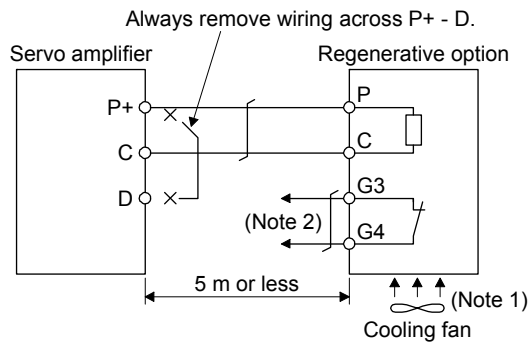 Always remove wiring across P+ - D.
Servo amplifier
Regenerative option
P+
P
C
C
D
G3
(Note 2)
G4
5 m or less
(Note 1)
Cooling fan